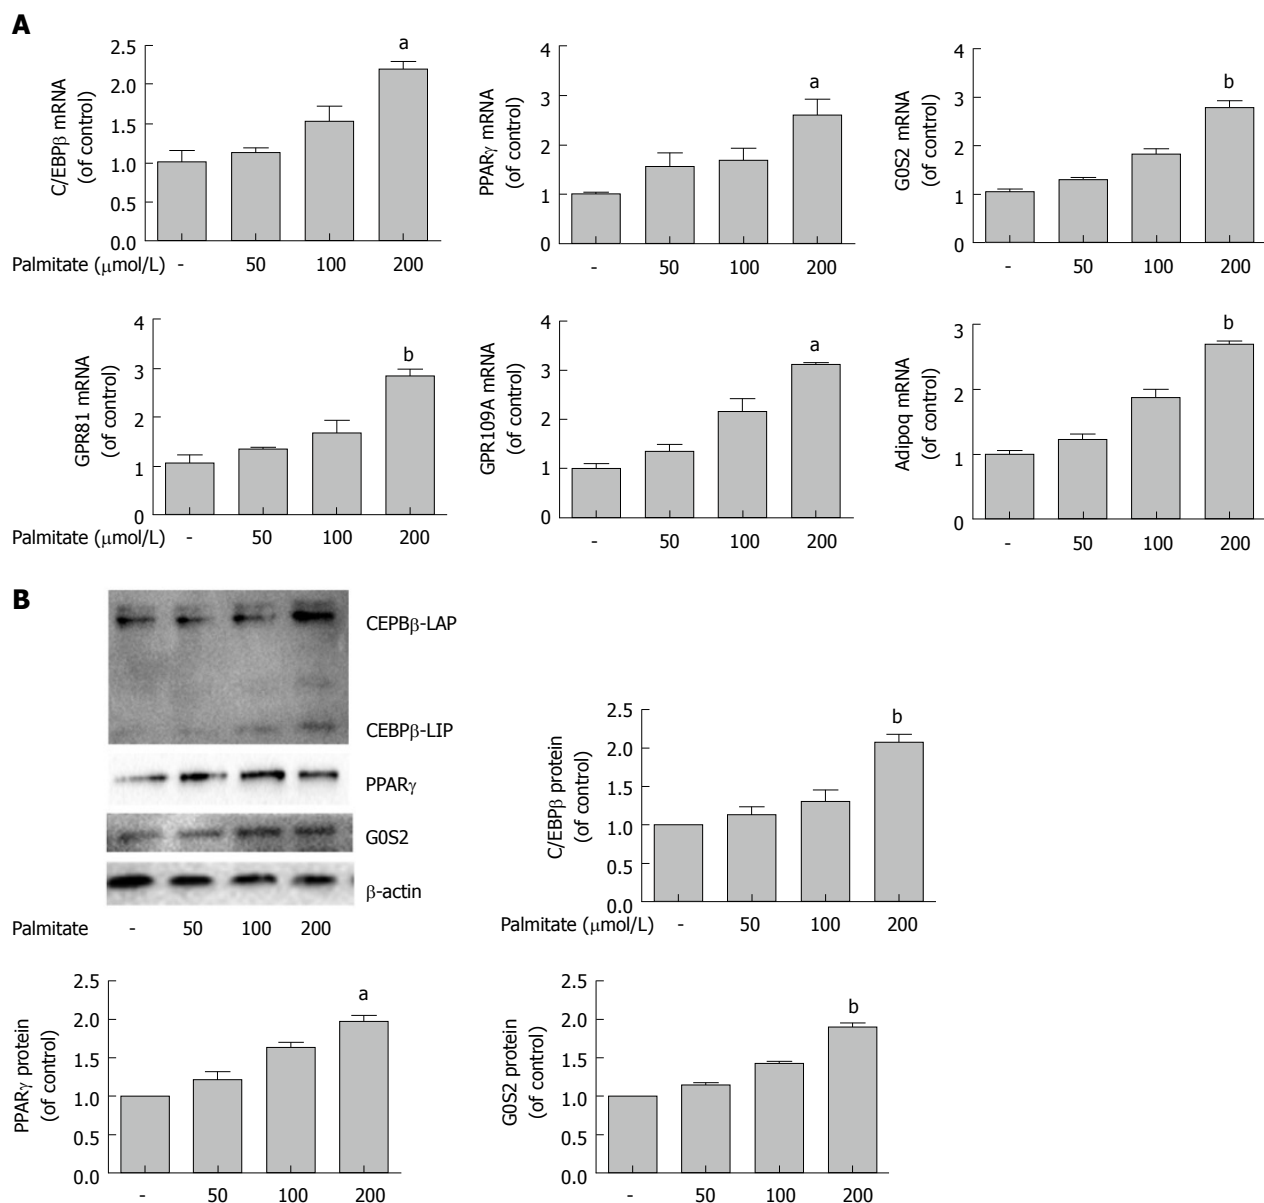 A
C/EBPβ mRNA
(of control)
2.5
2.0
1.5
1.0
0.5
0.0
a
Palmitate (μmol/L) - 50 100 200
PPARγ mRNA
(of control)
4
3
2
1
0
a
- 50 100 200
G0S2 mRNA
(of control)
4
3
2
1
0
b
- 50 100 200
GPR81 mRNA
(of control)
4
3
2
1
0
b
Palmitate (μmol/L) - 50 100 200
GPR109A mRNA
(of control)
4
3
2
1
0
a
- 50 100 200
Adipoq mRNA
(of control)
3
2
1
0
b
- 50 100 200
B
CEPBβ-LAP
CEBPβ-LIP
PPARγ
G0S2
β-actin
Palmitate - 50 100 200
C/EBPβ protein
(of control)
2.5
2.0
1.5
1.0
0.5
0.0
b
Palmitate (μmol/L) - 50 100 200
PPARγ protein
(of control)
2.5
2.0
1.5
1.0
0.5
0.0
a
- 50 100 200
G0S2 protein
(of control)
2.5
2.0
1.5
1.0
0.5
0.0
b
- 50 100 200